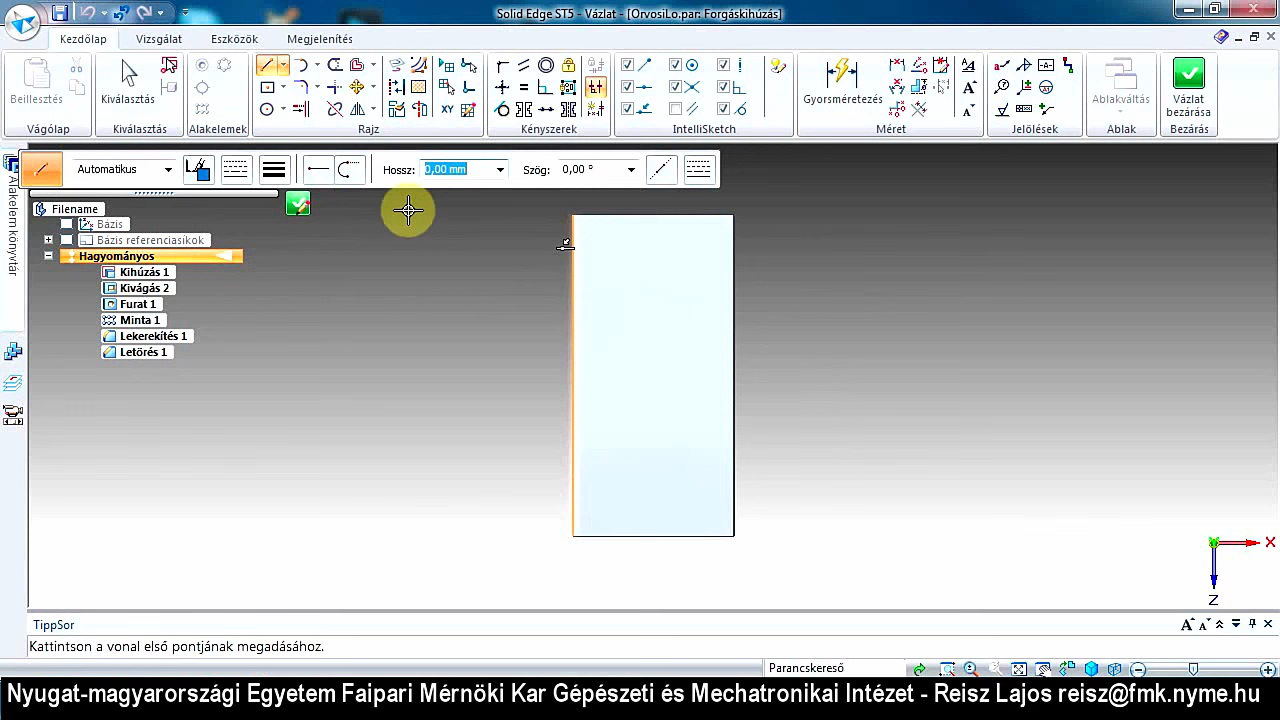 Solid Edge ST5 - Vázlat - [OrvosiLo.par: Forgáskihúzás]
Kezdőlap Vizsgálat Eszközök Megjelenítés
Beillesztés
Kiválasztás
XY
A
Gyorsméretezés
A
Ablakváltás
Vázlat bezárása
Vágólap Kiválasztás Alakelemek Rajz Kényszerek IntelliSketch Méret Jelölések Ablak Bezárás
Automatikus Hossz: 0,00 mm Szög: 0,00 °
Alakelem könyvtár
Filename
Bázis
Bázis referenciasíkok
Hagyományos
Kihúzás 1
Kivágás 2
Furat 1
Minta 1
Lekerekítés 1
Letörés 1
X
Z
TippSor
Kattintson a vonal első pontjának megadásához.
Parancskereső
Nyugat-magyarországi Egyetem Faipari Mérnöki Kar Gépészeti és Mechatronikai Intézet - Reisz Lajos reisz@fmk.nyme.hu